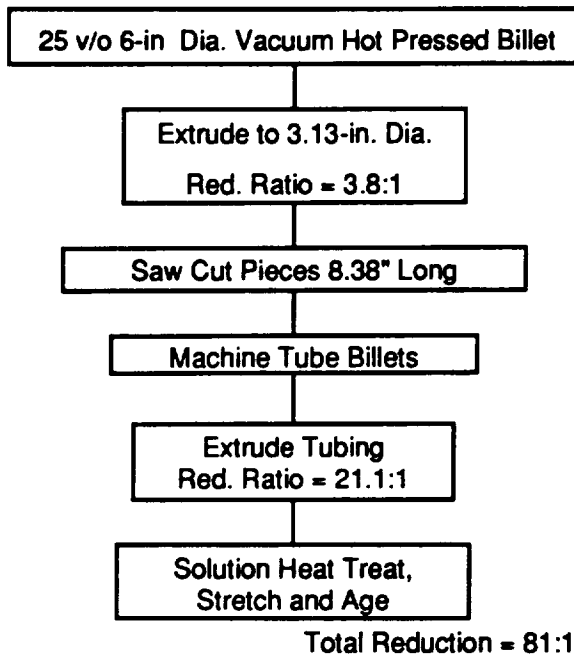 25 v/o 6-in Dia. Vacuum Hot Pressed Billet
Extrude to 3.13-in. Dia.
Red. Ratio = 3.8:1
Saw Cut Pieces 8.38" Long
Machine Tube Billets
Extrude Tubing
Red. Ratio = 21.1:1
Solution Heat Treat,
Stretch and Age
Total Reduction = 81:1